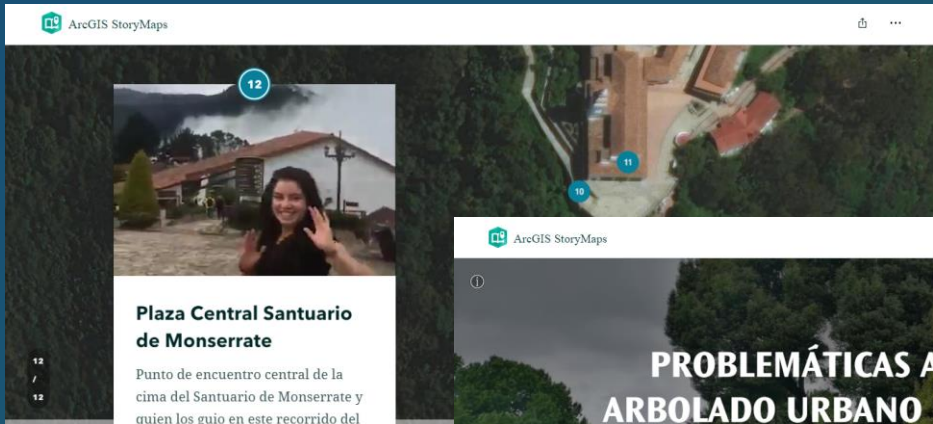 ArcGIS StoryMaps
12
11
10
Plaza Central Santuario
de Monserrate
Punto de encuentro central de la
cima del Santuario de Monserrate y
quien los guio en este recorrido del
12
/
12
ArcGIS StoryMaps
PROBLEMÁTICAS A
ARBOLADO URBANO